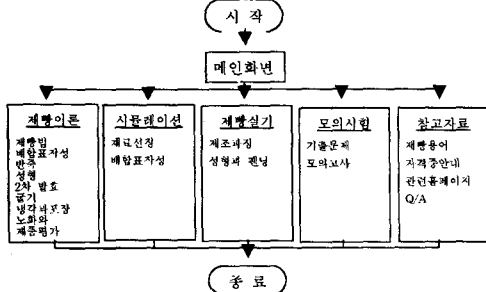 시 작
메인화면
제빵이론
제빵법
배합표작성
반죽
성형
2차 발효
굽기
냉각과포장
노화와
제품평가
시뮬레이션
재료선정
배합표작성
제빵실기
제조과정
성형과 팬닝
모의시험
기출문제
모의고사
참고자료
제빵용어
자격증안내
관련홈페이지
Q/A
종 료